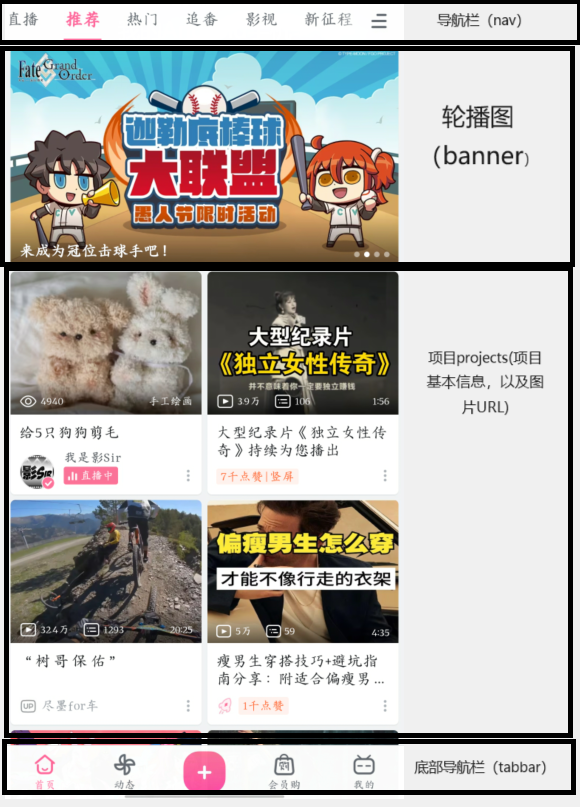 直播 推荐 热门 追番 影视 新征程
导航栏（nav）
Fate Grand Order
迦勒底棒球
大联盟
愚人节限时活动
来成为冠位击球手吧！
轮播图
（banner）
4940 手工绘画
大型纪录片
《独立女性传奇》
并不意味着你一定要独立赚钱
3.9万 106 1:56
项目projects(项目
基本信息，以及图
片URL)
给5只狗狗剪毛
我是影Sir
直播中
大型纪录片《独立女性传
奇》持续为您播出
7千点赞|竖屏
32.4万 1293 20:25
偏瘦男生怎么穿
才能不像行走的衣架
5万 59 4:35
“树哥保佑”
UP 尽墨for车
瘦男生穿搭技巧+避坑指
南分享：附适合偏瘦男...
1千点赞
首页 动态 会员购 我的
底部导航栏（tabbar）